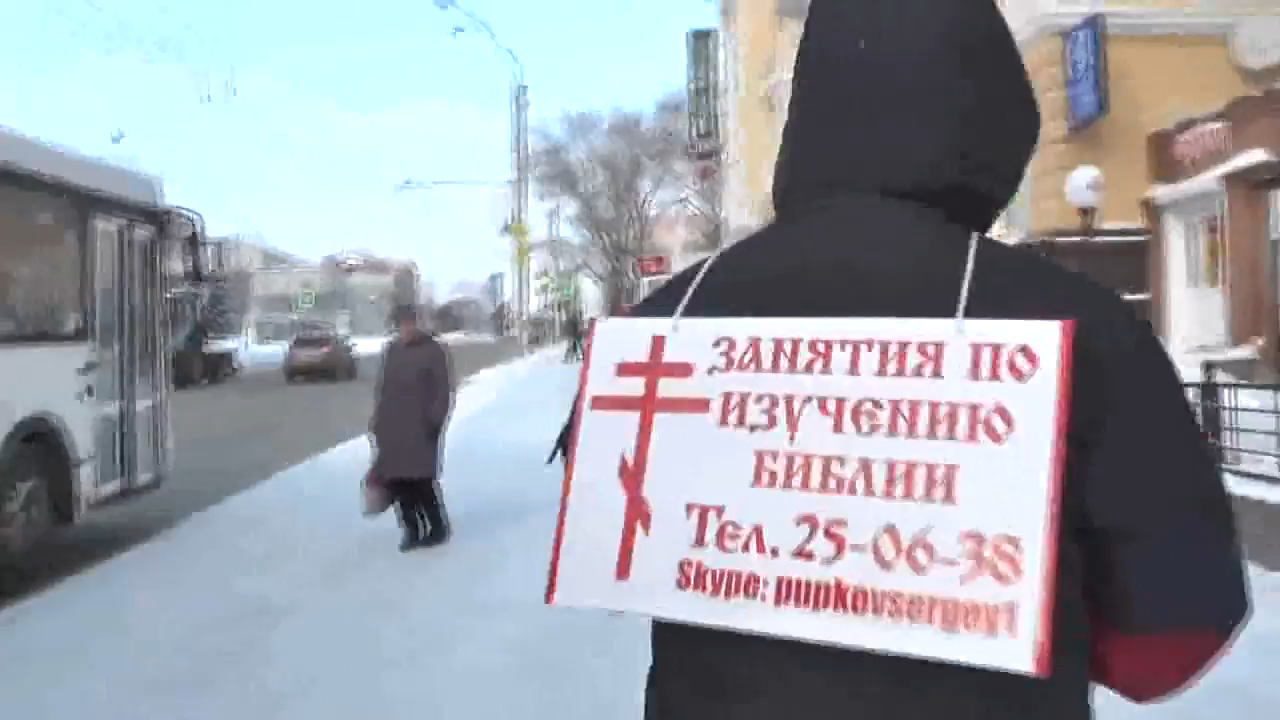 ЗАНЯТИЯ ПО
ИЗУЧЕНИЮ
БИБЛИИ
Тел. 25-06-38
Skype: pupkovsergey1